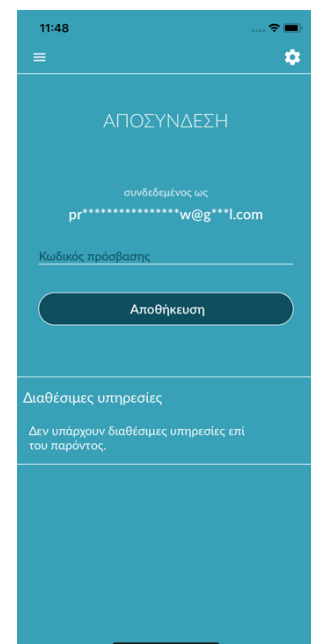 11:48
ΑΠΟΣΥΝΔΕΣΗ
συνδεδεμένος ως
pr****************w@g***l.com
Κωδικός πρόσβασης
Αποθήκευση
Διαθέσιμες υπηρεσίες
Δεν υπάρχουν διαθέσιμες υπηρεσίες επί
του παρόντος.